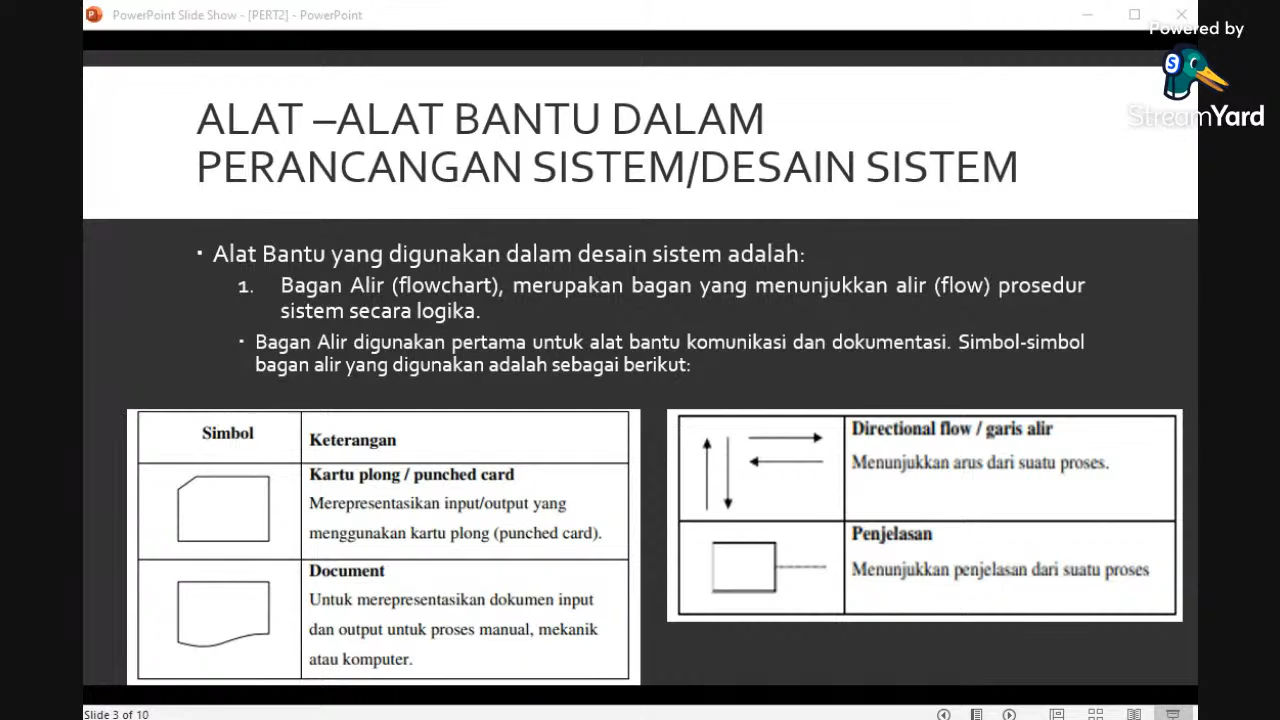 PowerPoint Slide Show - [PERT2] - PowerPoint
Powered by
StreamYard
ALAT –ALAT BANTU DALAM
PERANCANGAN SISTEM/DESAIN SISTEM
▪ Alat Bantu yang digunakan dalam desain sistem adalah:
1. Bagan Alir (flowchart), merupakan bagan yang menunjukkan alir (flow) prosedur
sistem secara logika.
▪ Bagan Alir digunakan pertama untuk alat bantu komunikasi dan dokumentasi. Simbol-simbol
bagan alir yang digunakan adalah sebagai berikut:
Simbol
Keterangan
Kartu plong / punched card
Merepresentasikan input/output yang
menggunakan kartu plong (punched card).
Document
Untuk merepresentasikan dokumen input
dan output untuk proses manual, mekanik
atau komputer.
Directional flow / garis alir
Menunjukkan arus dari suatu proses.
Penjelasan
Menunjukkan penjelasan dari suatu proses
Slide 3 of 10